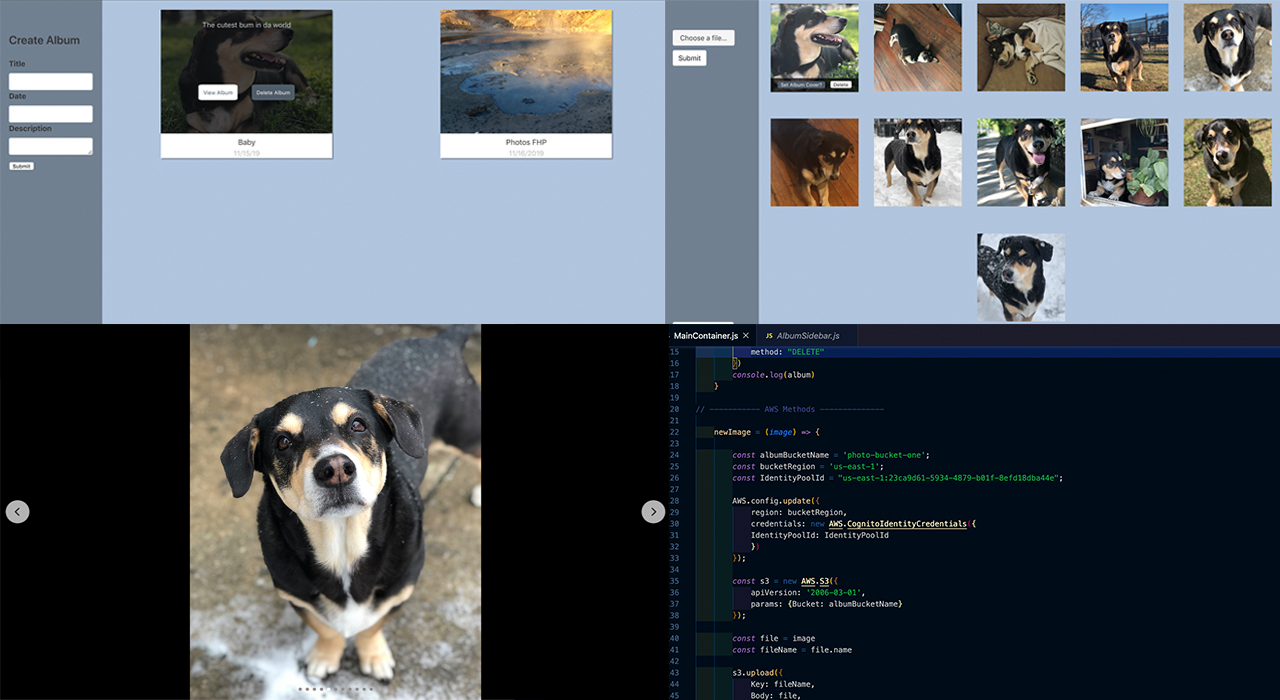 Create Album
Title
Date
Description
Submit
The cutest bum in da world
View Album
Delete Album
Baby
11/15/19
Photos FHP
11/16/2019
Choose a file...
Submit
Set Album Cover?
Delete
MainContainer.js ×
JS AlbumSidebar.js
15 method: "DELETE"
16 })
17 console.log(album)
18 }
19
20 // ----------- AWS Methods --------------
21
22 newImage = (image) => {
23
24 const albumBucketName = 'photo-bucket-one';
25 const bucketRegion = 'us-east-1';
26 const IdentityPoolId = "us-east-1:23ca9d61-5934-4879-b01f-8efd18dba44e";
27
28 AWS.config.update({
29 region: bucketRegion,
30 credentials: new AWS.CognitoIdentityCredentials({
31 IdentityPoolId: IdentityPoolId
32 })
33 });
34
35 const s3 = new AWS.S3({
36 apiVersion: '2006-03-01',
37 params: {Bucket: albumBucketName}
38 });
39
40 const file = image
41 const fileName = file.name
42
43 s3.upload({
44 Key: fileName,
45 Body: file,